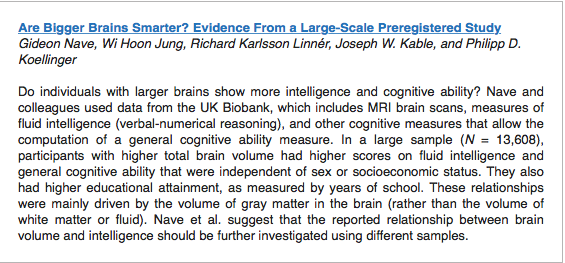 Are Bigger Brains Smarter? Evidence From a Large-Scale Preregistered Study
Gideon Nave, Wi Hoon Jung, Richard Karlsson Linnér, Joseph W. Kable, and Philipp D.
Koellinger
Do individuals with larger brains show more intelligence and cognitive ability? Nave and
colleagues used data from the UK Biobank, which includes MRI brain scans, measures of
fluid intelligence (verbal-numerical reasoning), and other cognitive measures that allow the
computation of a general cognitive ability measure. In a large sample (N = 13,608),
participants with higher total brain volume had higher scores on fluid intelligence and
general cognitive ability that were independent of sex or socioeconomic status. They also
had higher educational attainment, as measured by years of school. These relationships
were mainly driven by the volume of gray matter in the brain (rather than the volume of
white matter or fluid). Nave et al. suggest that the reported relationship between brain
volume and intelligence should be further investigated using different samples.